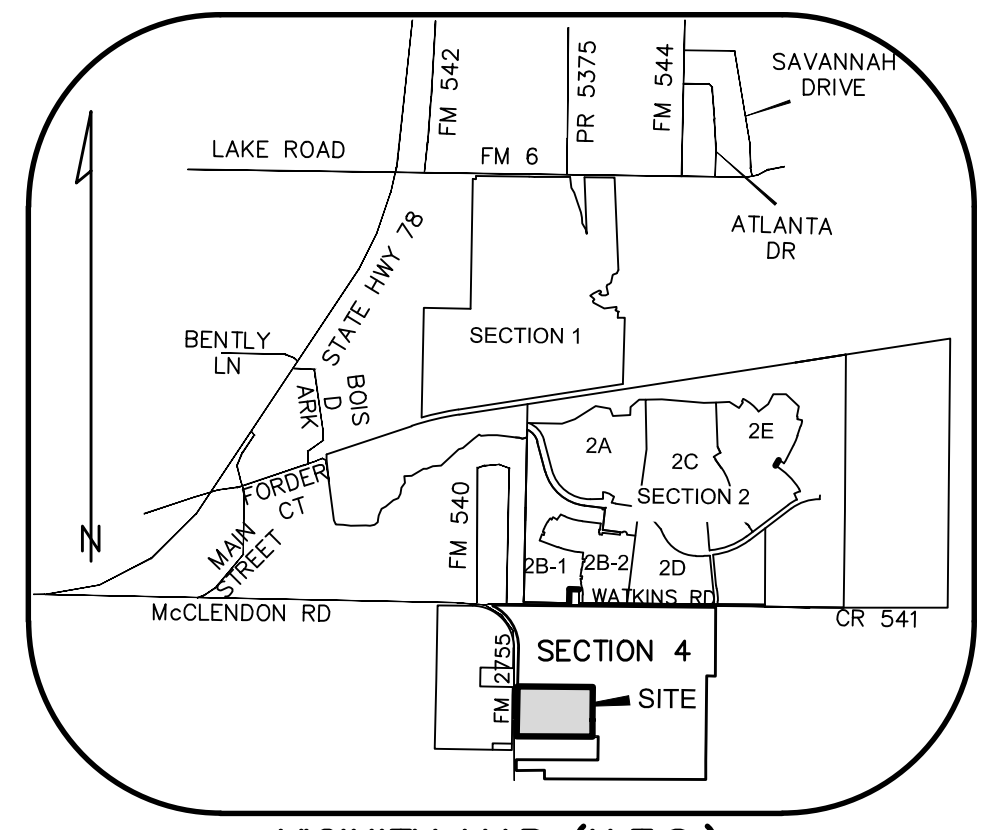 FM 542
PR 5375
FM 544
SAVANNAH
DRIVE
LAKE ROAD
FM 6
ATLANTA
DR
STATE HWY 78
BENTLY
LN
SECTION 1
BOIS
D
ARK
2A
2E
2C
SECTION 2
FORDER
CT
FM 540
MAIN
STREET
N
2B-1
2B-2
2D
WATKINS RD
McCLENDON RD
CR 541
SECTION 4
FM 2755
SITE